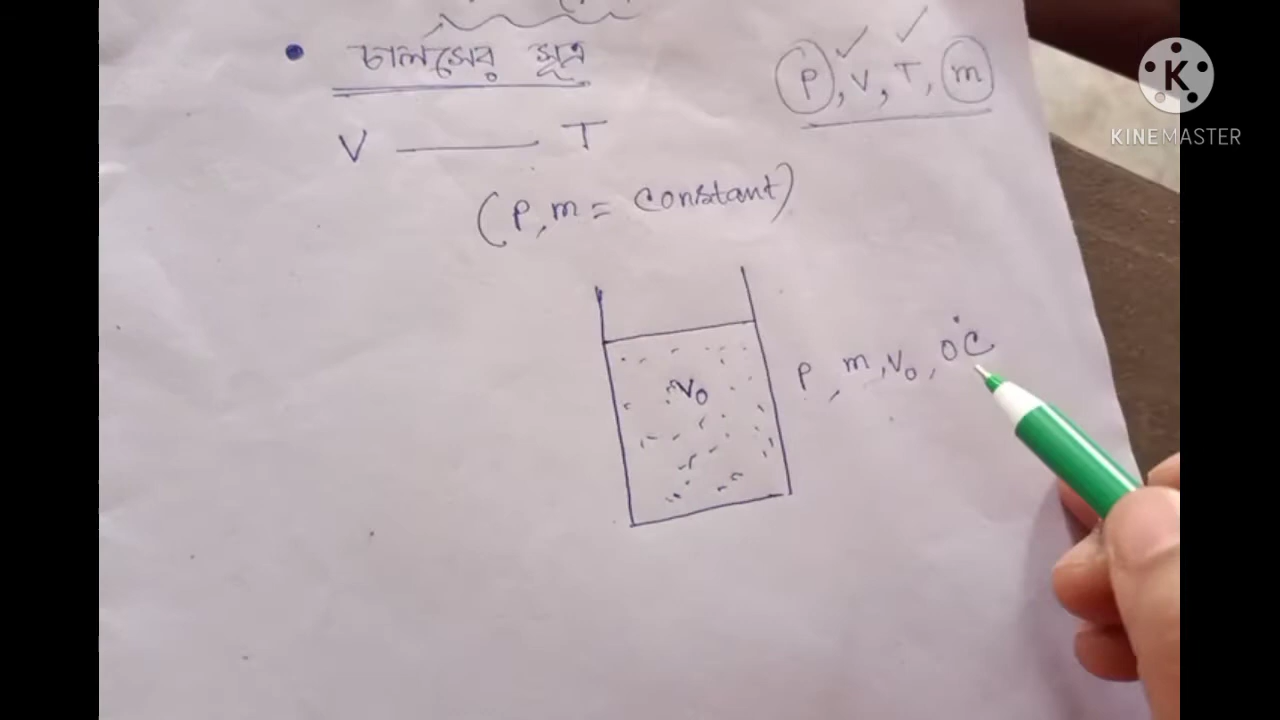 চার্লসের সূত্র
P, V, T, m
K
KINEMASTER
V — T
(P, m = constant)
V₀
P, m, V₀, 0°C